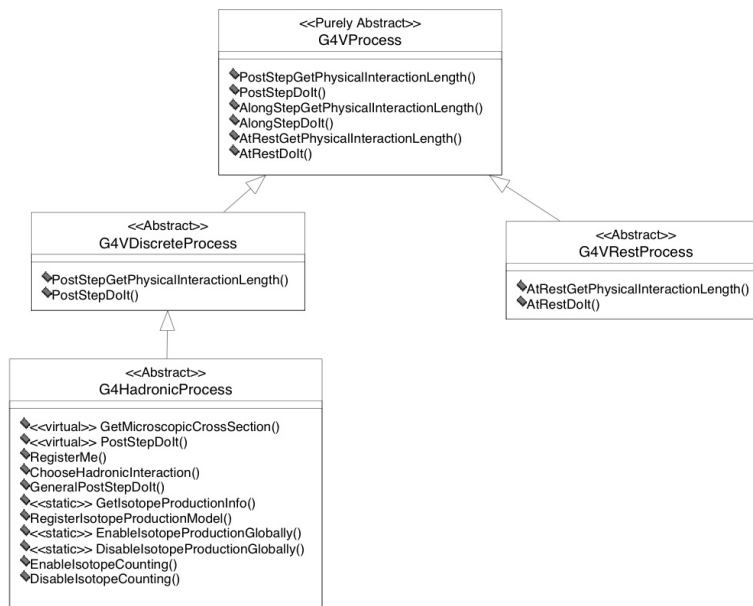 <<Purely Abstract>>
G4VProcess
PostStepGetPhysicalInteractionLength()
PostStepDoIt()
AlongStepGetPhysicalInteractionLength()
AlongStepDoIt()
AtRestGetPhysicalInteractionLength()
AtRestDoIt()
<<Abstract>>
G4VDiscreteProcess
PostStepGetPhysicalInteractionLength()
PostStepDoIt()
<<Abstract>>
G4VRestProcess
AtRestGetPhysicalInteractionLength()
AtRestDoIt()
<<Abstract>>
G4HadronicProcess
<<virtual>> GetMicroscopicCrossSection()
<<virtual>> PostStepDoIt()
RegisterMe()
ChooseHadronicInteraction()
GeneralPostStepDoIt()
<<static>> GetIsotopeProductionInfo()
RegisterIsotopeProductionModel()
<<static>> EnableIsotopeProductionGlobally()
<<static>> DisableIsotopeProductionGlobally()
EnableIsotopeCounting()
DisableIsotopeCounting()